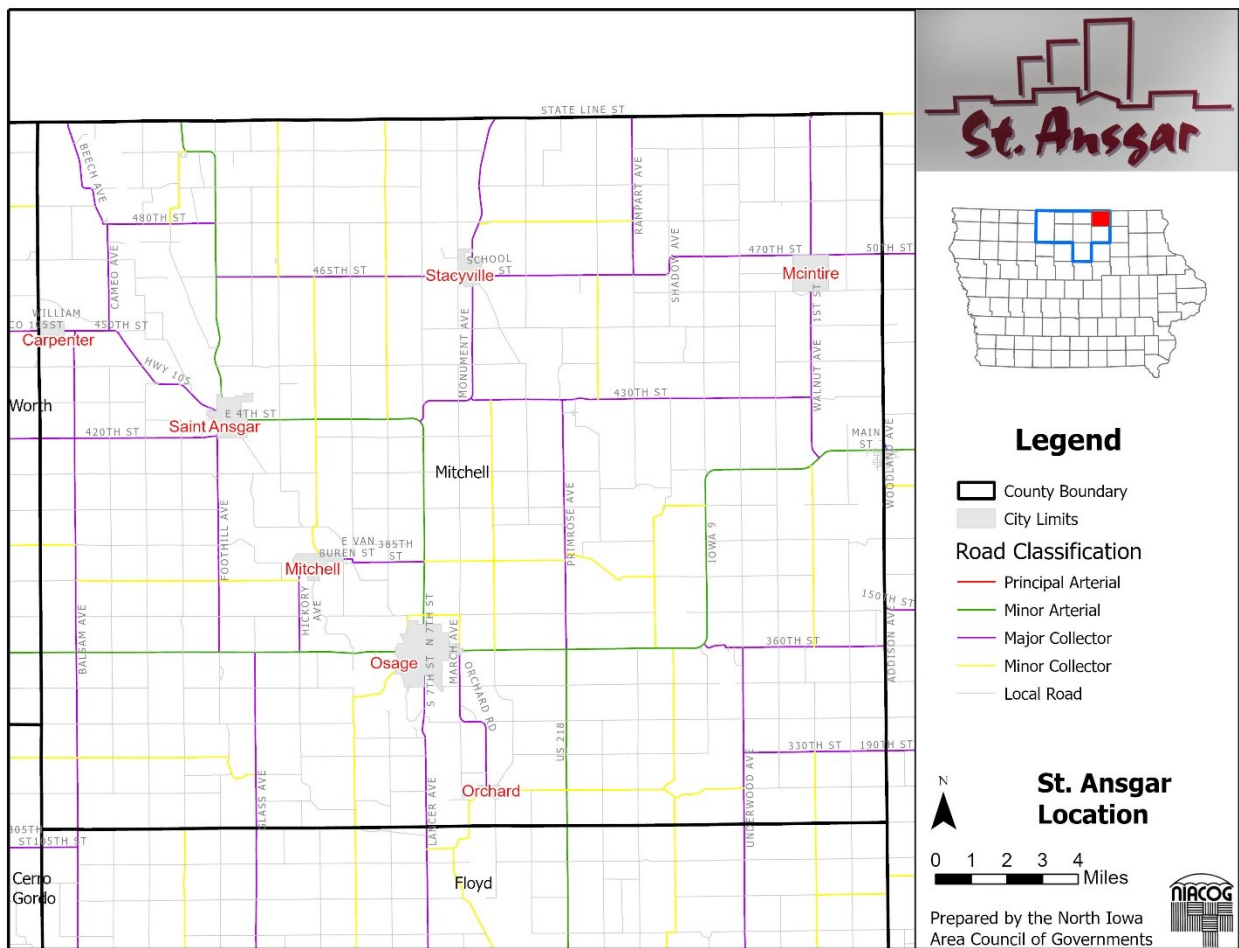 STATE LINE ST
BEECH AVE
RAMPART AVE
480TH ST
CAMEO AVE
SCHOOL
ST
465TH ST
Stacyville
SHADOW AVE
470TH ST
50TH ST
Mcintire
WILLIAM
CO 105ST
450TH ST
Carpenter
HWY 105
MONUMENT AVE
WALNUT AVE
1ST ST
430TH ST
Worth
E 4TH ST
Saint Ansgar
420TH ST
MAIN
ST
WOODLAND AVE
Mitchell
FOOTHILL AVE
PRIMROSE AVE
IOWA 9
E VAN
BUREN ST
385TH
ST
Mitchell
HICKORY
AVE
150TH ST
N 7TH ST
MARCH AVE
360TH ST
BALSAM AVE
Osage
S 7TH ST
ORCHARD RD
ADDISON AVE
US 218
330TH ST
190TH ST
GLASS AVE
Orchard
LANCER AVE
UNDERWOOD AVE
305TH
ST
105TH ST
Cerro
Gordo
Floyd
St. Ansgar
Legend
County Boundary
City Limits
Road Classification
Principal Arterial
Minor Arterial
Major Collector
Minor Collector
Local Road
N
St. Ansgar
Location
0 1 2 3 4
Miles
Prepared by the North Iowa
Area Council of Governments
NIACOG